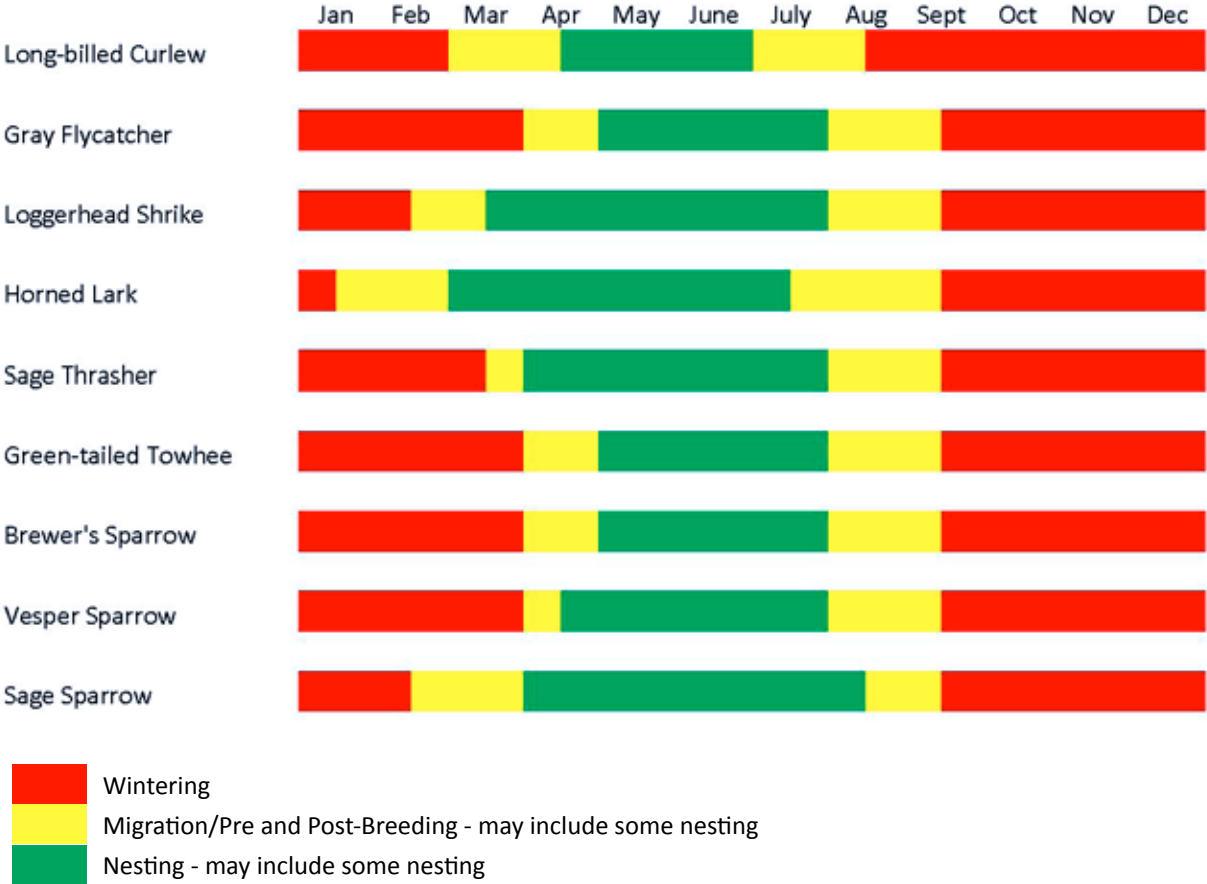 Jan Feb Mar Apr May June July Aug Sept Oct Nov Dec
Long-billed Curlew
Gray Flycatcher
Loggerhead Shrike
Horned Lark
Sage Thrasher
Green-tailed Towhee
Brewer's Sparrow
Vesper Sparrow
Sage Sparrow
Wintering
Migration/Pre and Post-Breeding - may include some nesting
Nesting - may include some nesting